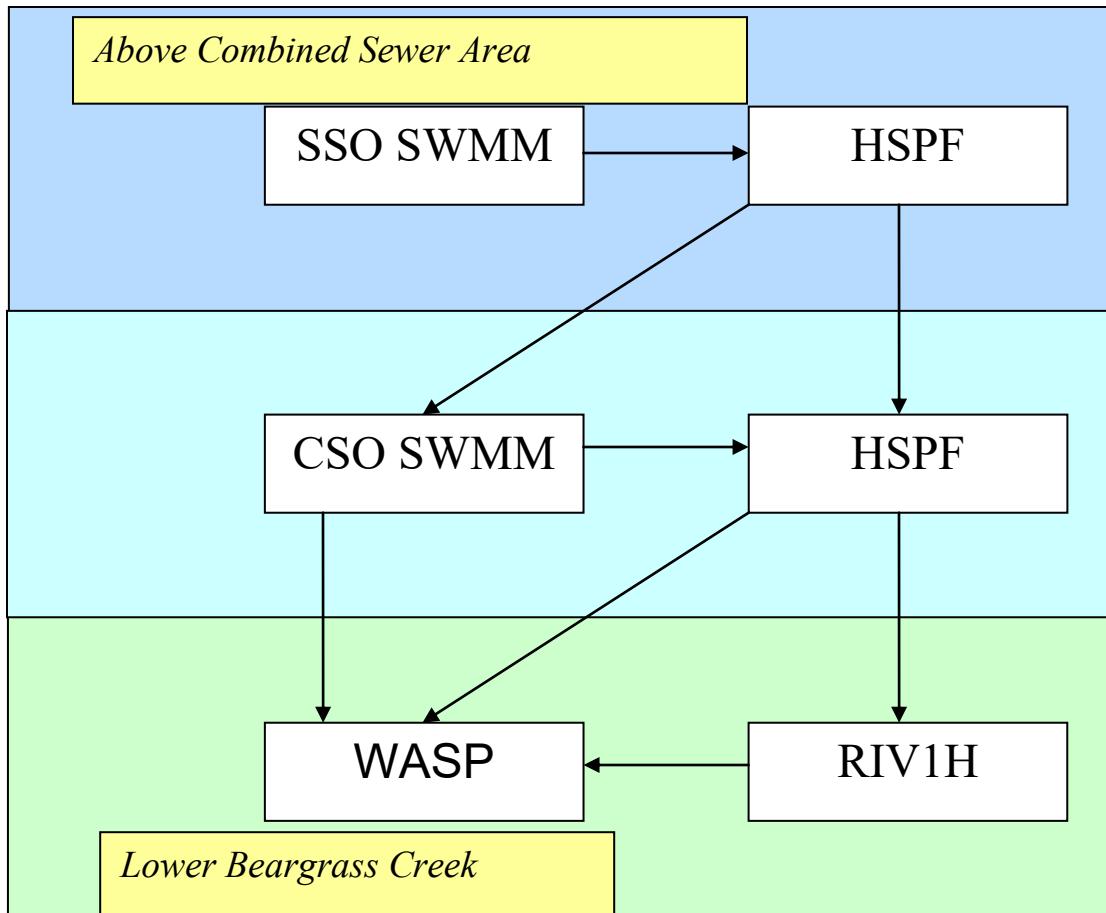 Above Combined Sewer Area
SSO SWMM
HSPF
CSO SWMM
HSPF
WASP
RIV1H
Lower Beargrass Creek